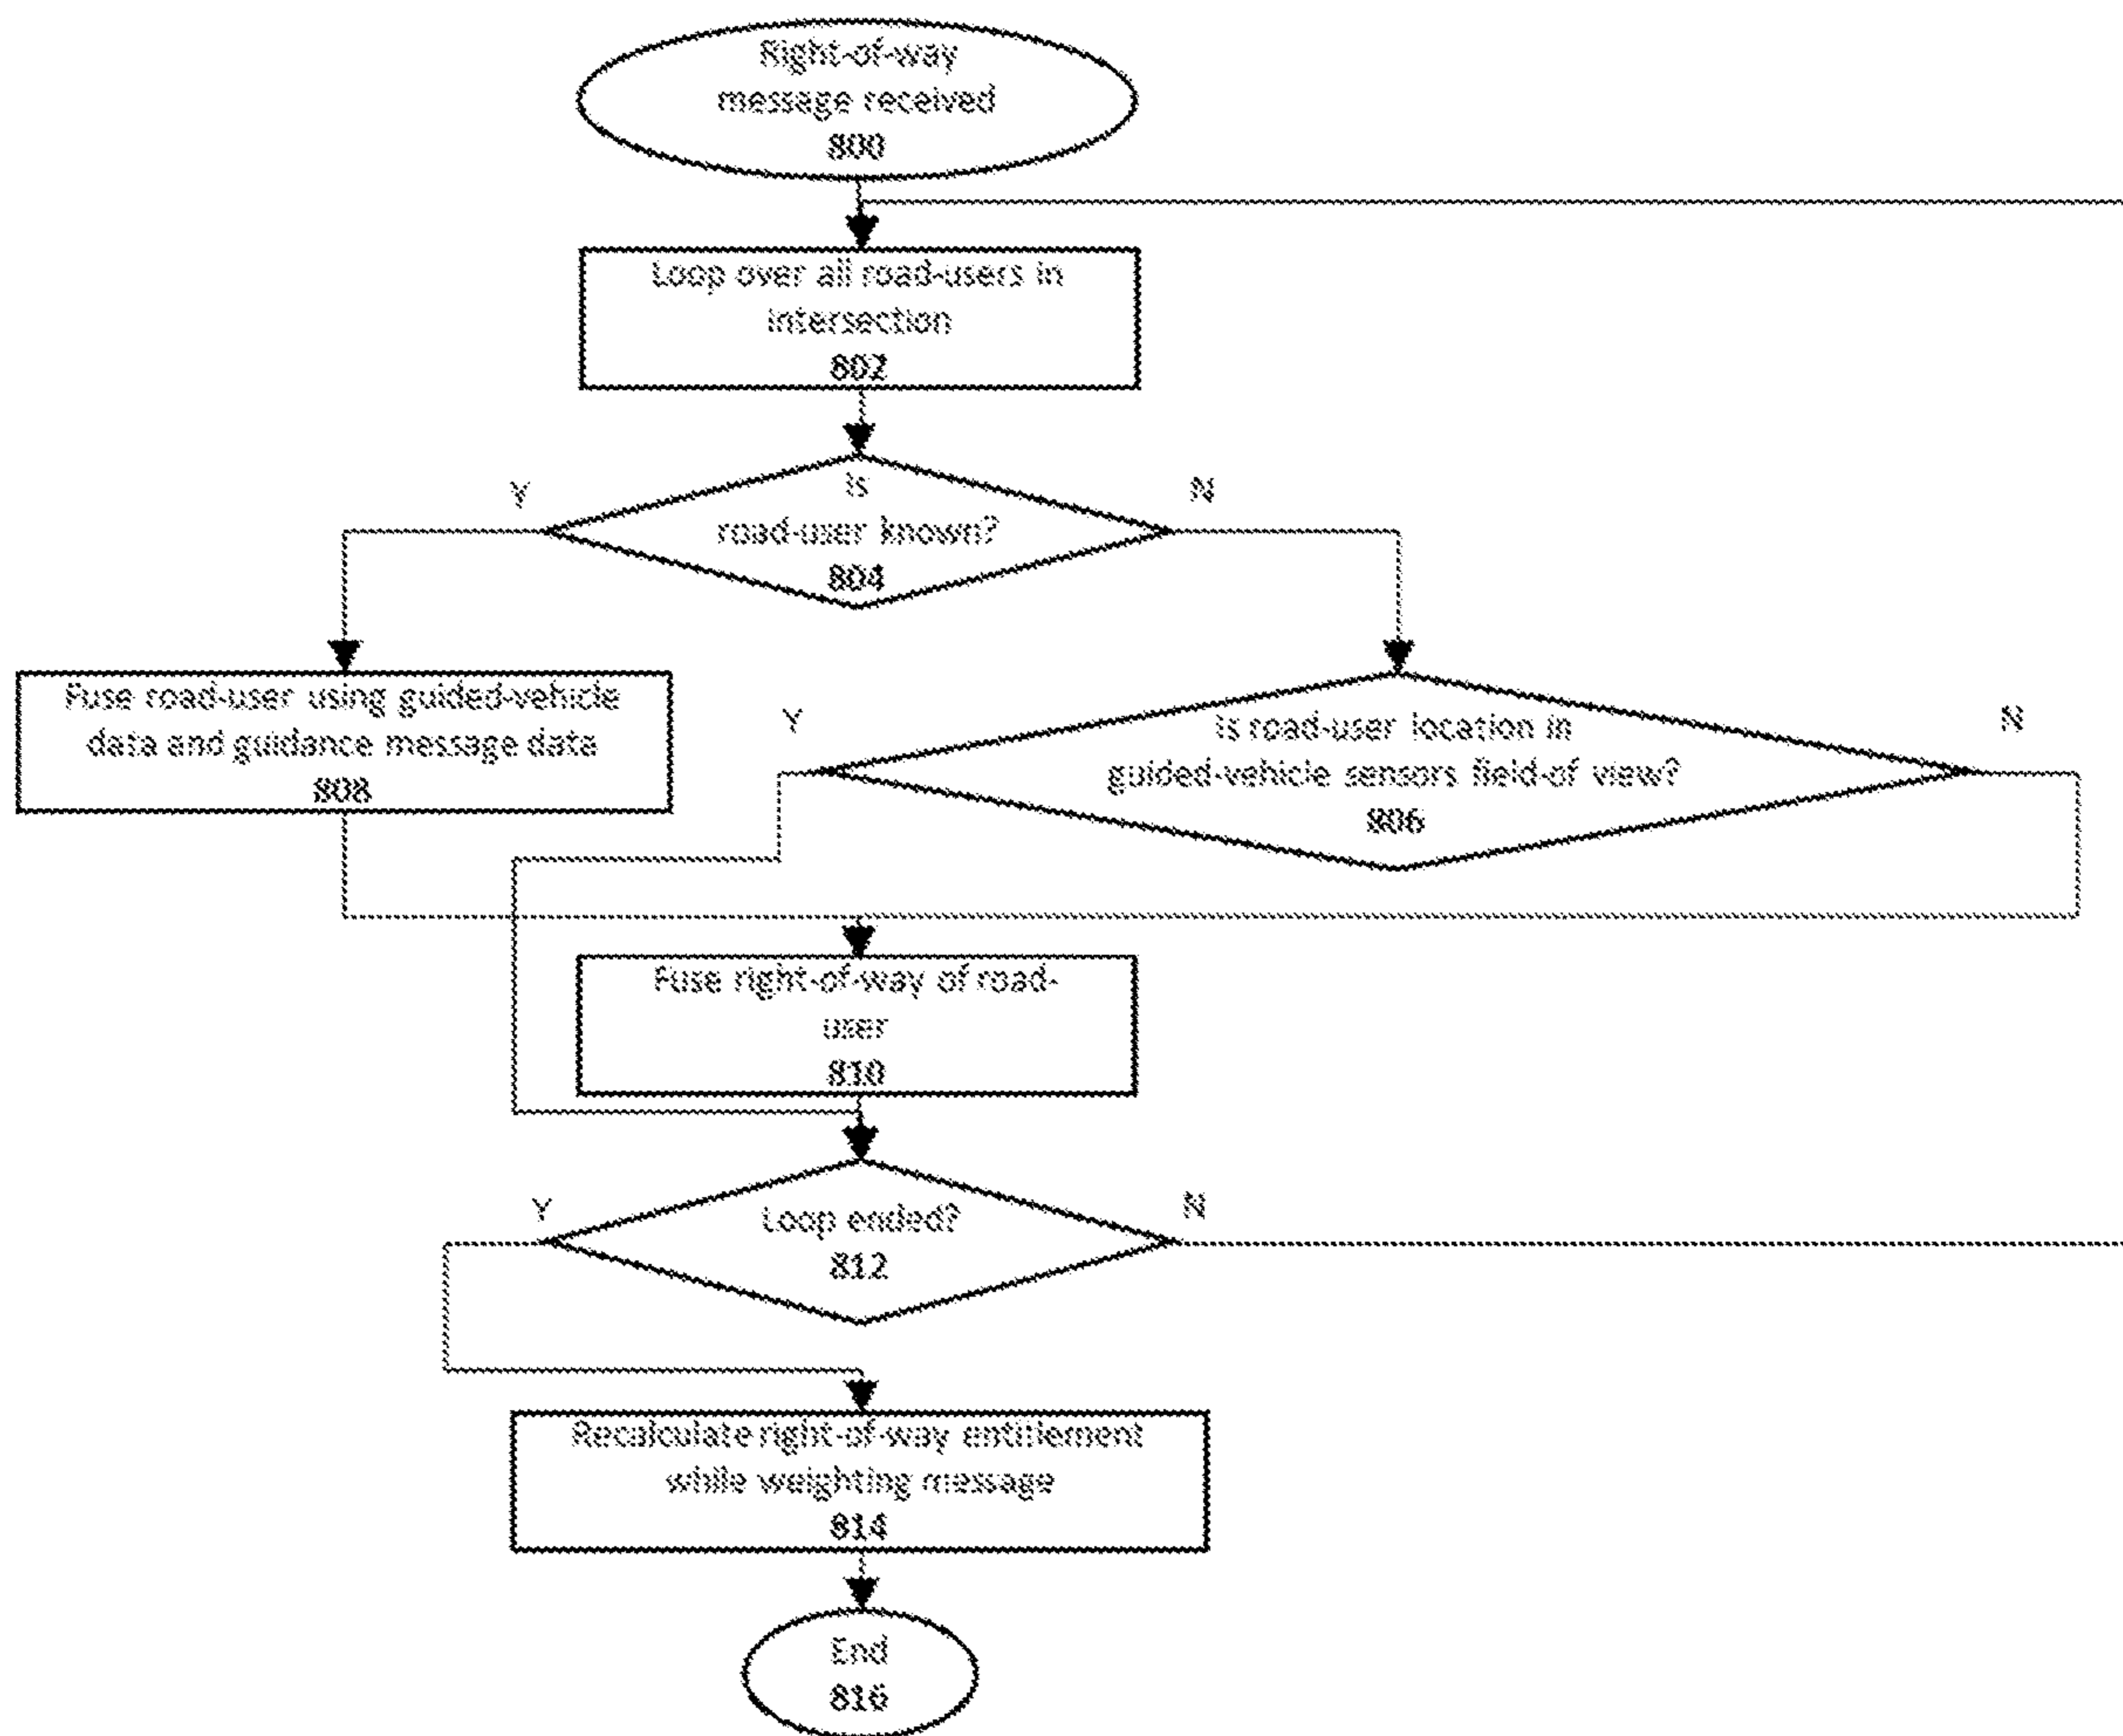 Right-of-way
message received
800
Loop over all road-users in
intersection
802
Y
N
Is
road-user known?
804
Fuse road-user using guided-vehicle
data and guidance message data
808
Y
N
Is road-user location in
guided-vehicle sensors field-of view?
806
Fuse right-of-way of road-
user
810
Y
N
Loop ended?
812
Recalculate right-of-way entitlement
while weighting message
814
End
816